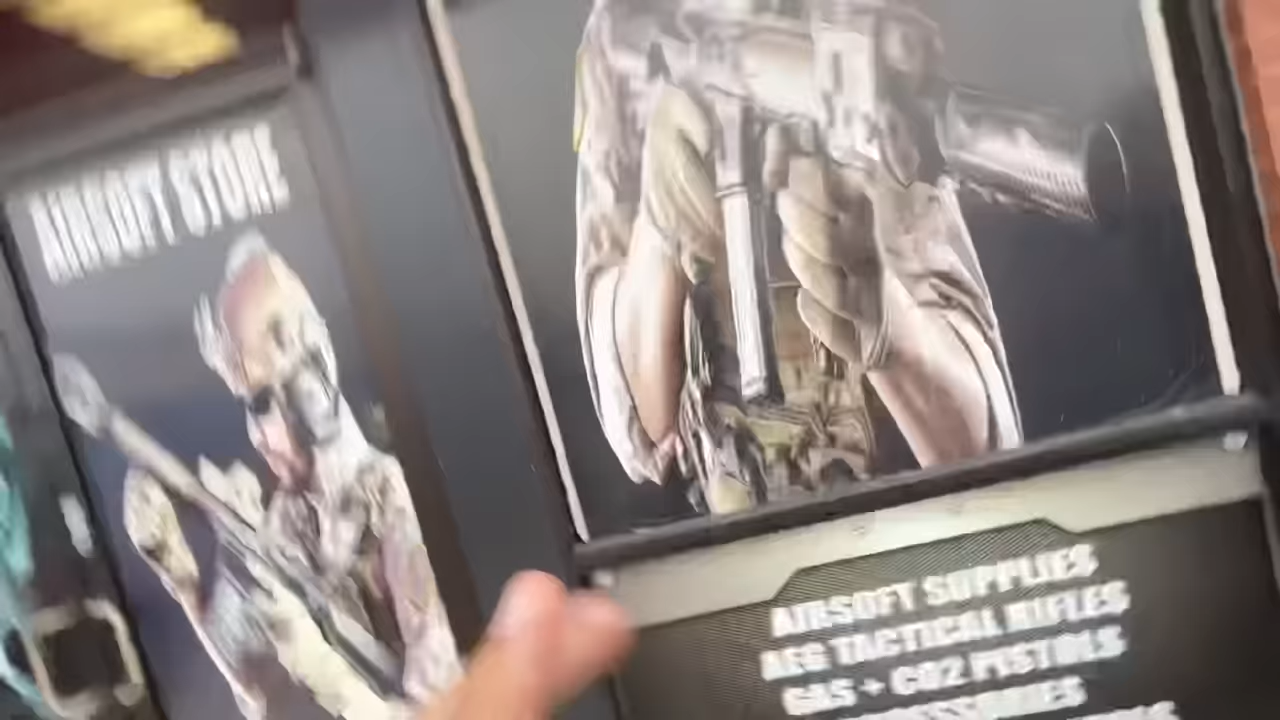 AIRSOFT STORE
AIRSOFT SUPPLIES
AEG TACTICAL RIFLES
GAS + CO2 PISTOLS